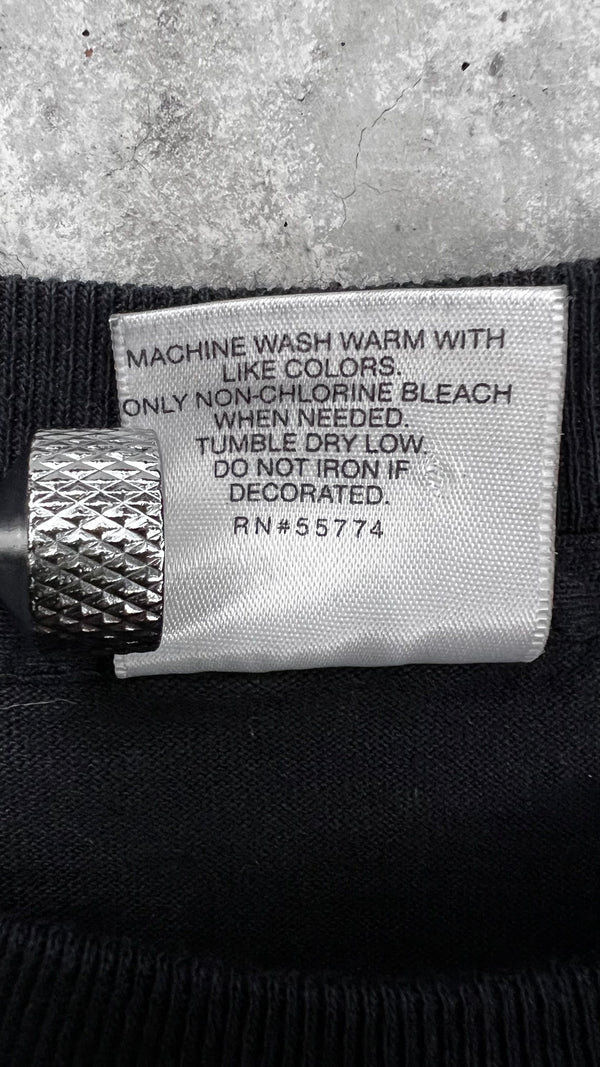 MACHINE WASH WARM WITH
LIKE COLORS.
ONLY NON-CHLORINE BLEACH
WHEN NEEDED.
TUMBLE DRY LOW.
DO NOT IRON IF
DECORATED.
RN#55774